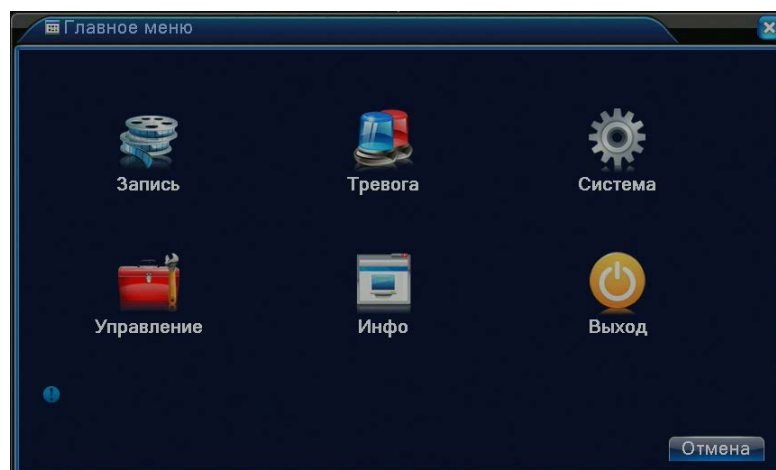 Главное меню
Запись
Тревога
Система
Управление
Инфо
Выход
Отмена